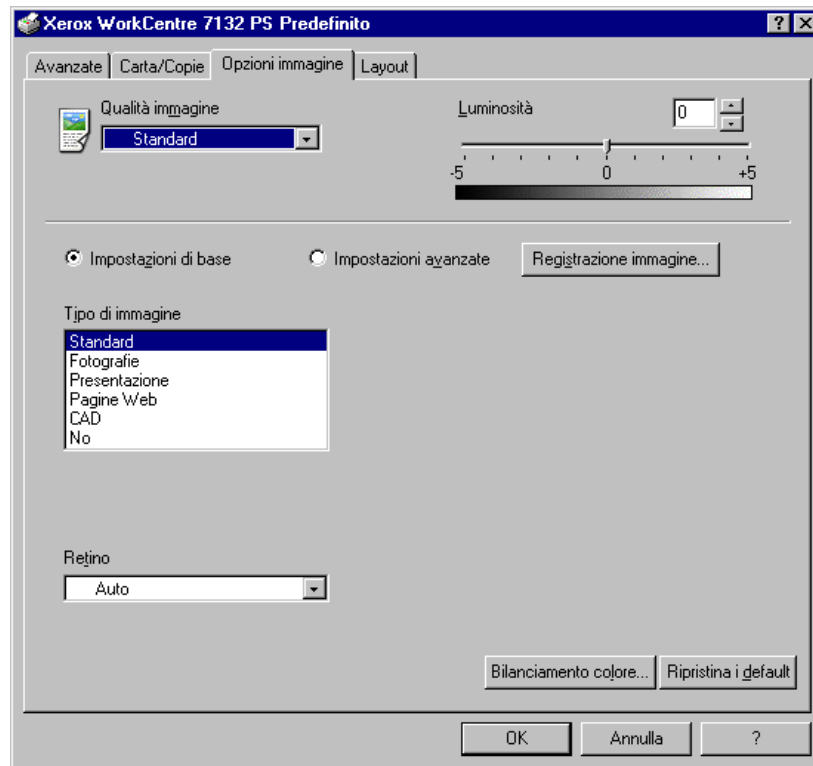 Xerox WorkCentre 7132 PS Predefinito
Avanzate Carta/Copie Opzioni immagine Layout
Qualità immagine
Standard
Luminosità
0
-5 0 +5
Impostazioni di base Impostazioni avanzate Registrazione immagine...
Tipo di immagine
Standard
Fotografie
Presentazione
Pagine Web
CAD
No
Retino
Auto
Bilanciamento colore... Ripristina i default
OK Annulla ?